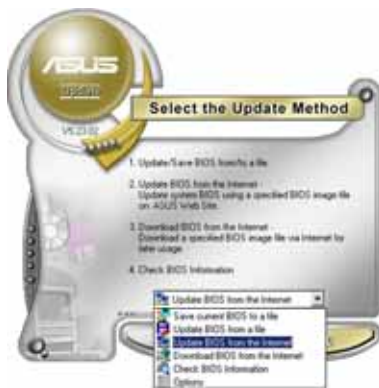 ASUS
Update
Select the Update Method
1. Update/Save BIOS from/to a file
2. Update BIOS from the Internet -
Update system BIOS using a specified BIOS image file
on ASUS Web Site.
3. Download BIOS from the Internet -
Download a specified BIOS image file via Internet by
later usage.
4. Check BIOS Information
Update BIOS from the Internet
Save current BIOS to a file
Update BIOS from a file
Update BIOS from the Internet
Download BIOS from the Internet
Check BIOS Information
Options